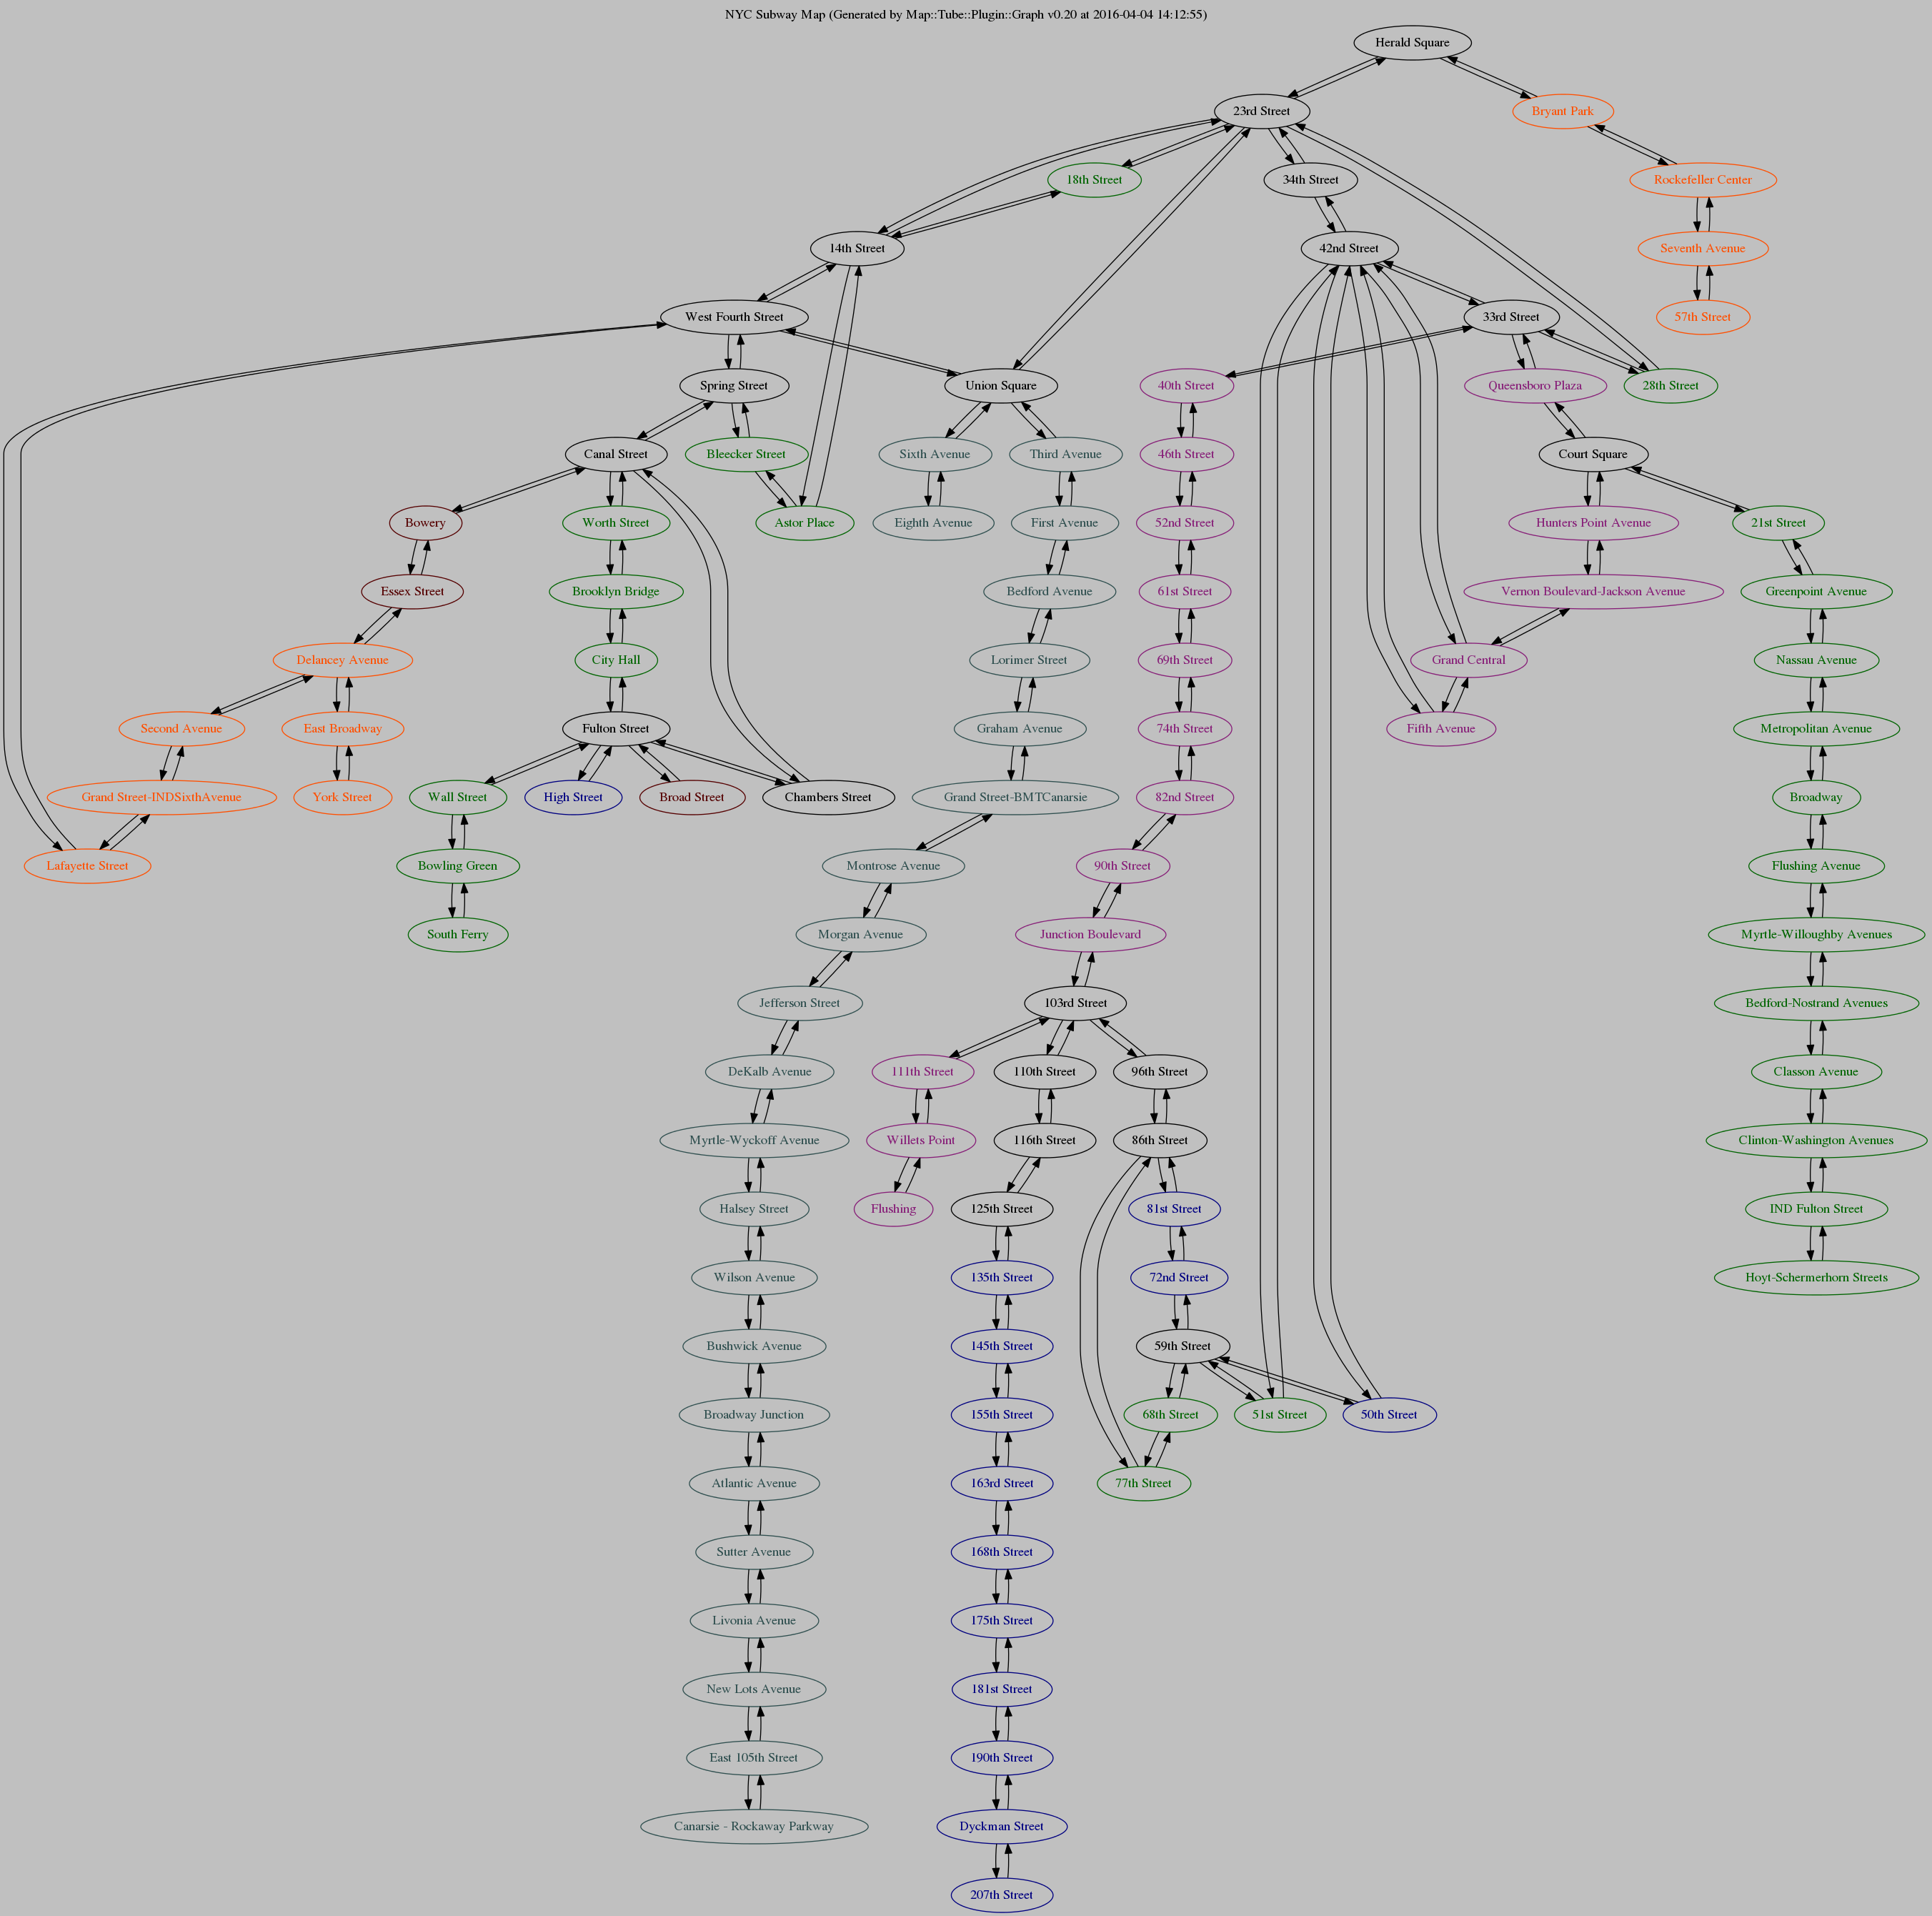 NYC Subway Map (Generated by Map::Tube::Plugin::Graph v0.20 at 2016-04-04 14:12:55)
Herald Square
23rd Street
Bryant Park
18th Street
34th Street
Rockefeller Center
14th Street
42nd Street
Seventh Avenue
West Fourth Street
33rd Street
57th Street
Spring Street
Union Square
40th Street
Queensboro Plaza
28th Street
Canal Street
Bleecker Street
Sixth Avenue
Third Avenue
46th Street
Court Square
Bowery
Worth Street
Astor Place
Eighth Avenue
First Avenue
52nd Street
Hunters Point Avenue
21st Street
Essex Street
Brooklyn Bridge
Bedford Avenue
61st Street
Vernon Boulevard-Jackson Avenue
Greenpoint Avenue
Delancey Avenue
City Hall
Lorimer Street
69th Street
Grand Central
Nassau Avenue
Second Avenue
East Broadway
Fulton Street
Graham Avenue
74th Street
Fifth Avenue
Metropolitan Avenue
Grand Street-INDSixthAvenue
York Street
Wall Street
High Street
Broad Street
Chambers Street
Grand Street-BMTCanarsie
82nd Street
Broadway
Lafayette Street
Bowling Green
Montrose Avenue
90th Street
Flushing Avenue
South Ferry
Morgan Avenue
Junction Boulevard
Myrtle-Willoughby Avenues
Jefferson Street
103rd Street
Bedford-Nostrand Avenues
DeKalb Avenue
111th Street
110th Street
96th Street
Classon Avenue
Myrtle-Wyckoff Avenue
Willets Point
116th Street
86th Street
Clinton-Washington Avenues
Halsey Street
Flushing
125th Street
81st Street
IND Fulton Street
Wilson Avenue
135th Street
72nd Street
Hoyt-Schermerhorn Streets
Bushwick Avenue
145th Street
59th Street
Broadway Junction
155th Street
68th Street
51st Street
50th Street
Atlantic Avenue
163rd Street
77th Street
Sutter Avenue
168th Street
Livonia Avenue
175th Street
New Lots Avenue
181st Street
East 105th Street
190th Street
Canarsie - Rockaway Parkway
Dyckman Street
207th Street